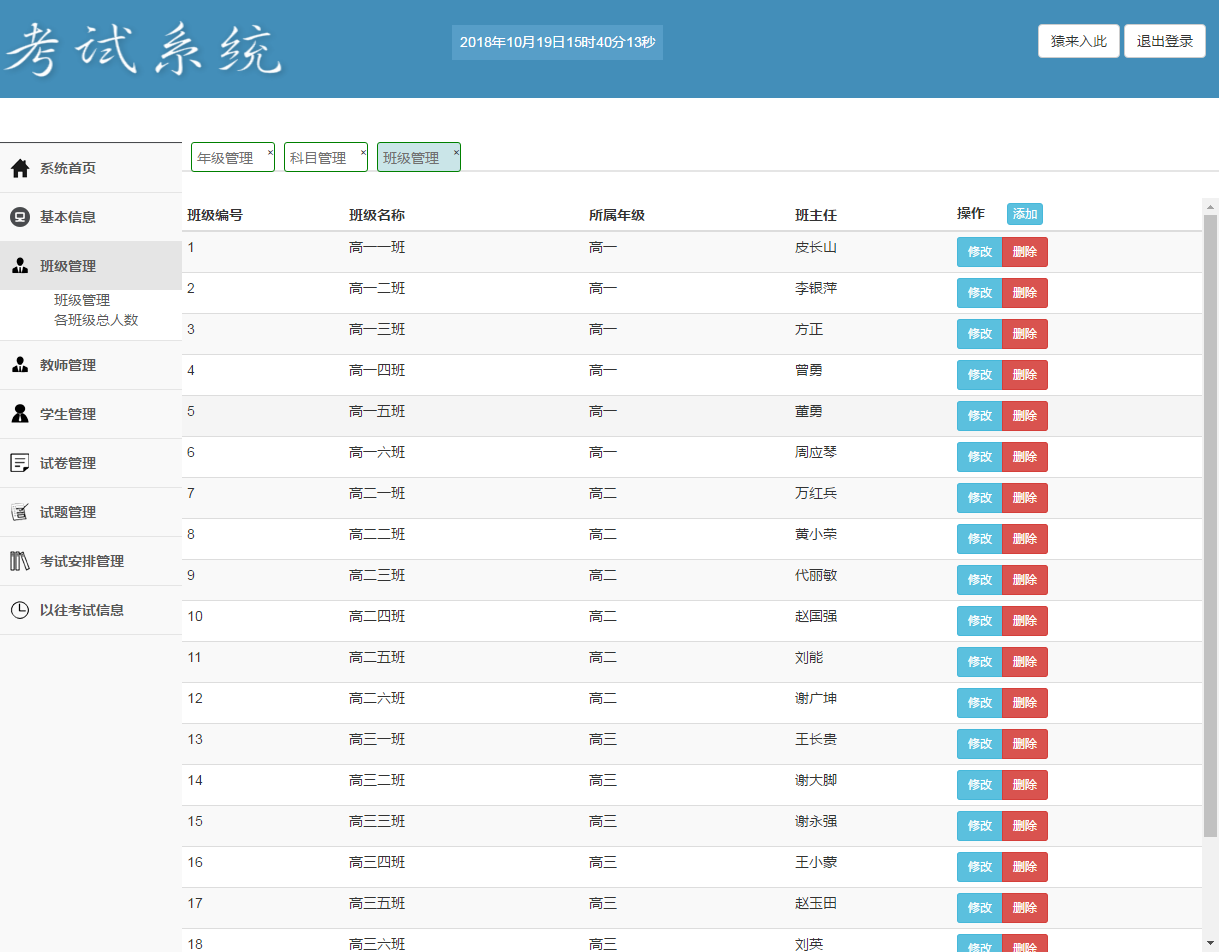 考试系统
2018年10月19日15时40分13秒
猿来入此 退出登录
年级管理 × 科目管理 × 班级管理 ×
系统首页
基本信息
班级管理
班级管理
各班级总人数
教师管理
学生管理
试卷管理
试题管理
考试安排管理
以往考试信息
班级编号 班级名称 所属年级 班主任 操作 添加
1 高一一班 高一 皮长山 修改 删除
2 高一二班 高一 李银萍 修改 删除
3 高一三班 高一 方正 修改 删除
4 高一四班 高一 曾勇 修改 删除
5 高一五班 高一 董勇 修改 删除
6 高一六班 高一 周应琴 修改 删除
7 高二一班 高二 万红兵 修改 删除
8 高二二班 高二 黄小荣 修改 删除
9 高二三班 高二 代丽敏 修改 删除
10 高二四班 高二 赵国强 修改 删除
11 高二五班 高二 刘能 修改 删除
12 高二六班 高二 谢广坤 修改 删除
13 高三一班 高三 王长贵 修改 删除
14 高三二班 高三 谢大脚 修改 删除
15 高三三班 高三 谢永强 修改 删除
16 高三四班 高三 王小蒙 修改 删除
17 高三五班 高三 赵玉田 修改 删除
18 高三六班 高三 刘英 修改 删除